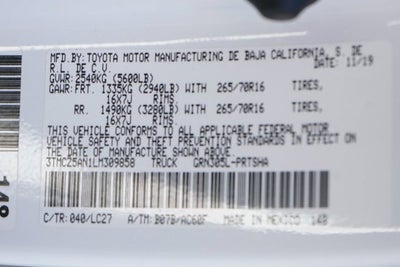 MFD.BY:TOYOTA MOTOR MANUFACTURING DE BAJA CALIFORNIA, S. DE
R.L. DE C.V. DATE: 11/19
GVWR:2540KG (5600LB)
GAWR:FRT. 1335KG (2940LB) WITH 265/70R16 TIRES,
16X7J RIMS
RR. 1490KG (3280LB) WITH 265/70R16 TIRES,
16X7J RIMS
THIS VEHICLE CONFORMS TO ALL APPLICABLE FEDERAL MOTOR
VEHICLE SAFETY AND THEFT PREVENTION STANDARDS IN EFFECT ON
THE DATE OF MANUFACTURE SHOWN ABOVE.
3TMCZ5AN1LM309858 TRUCK GRN305L-PRTSHA
C/TR:040/LC27 A/TM:B07B/AC60F MADE IN MEXICO 148
148